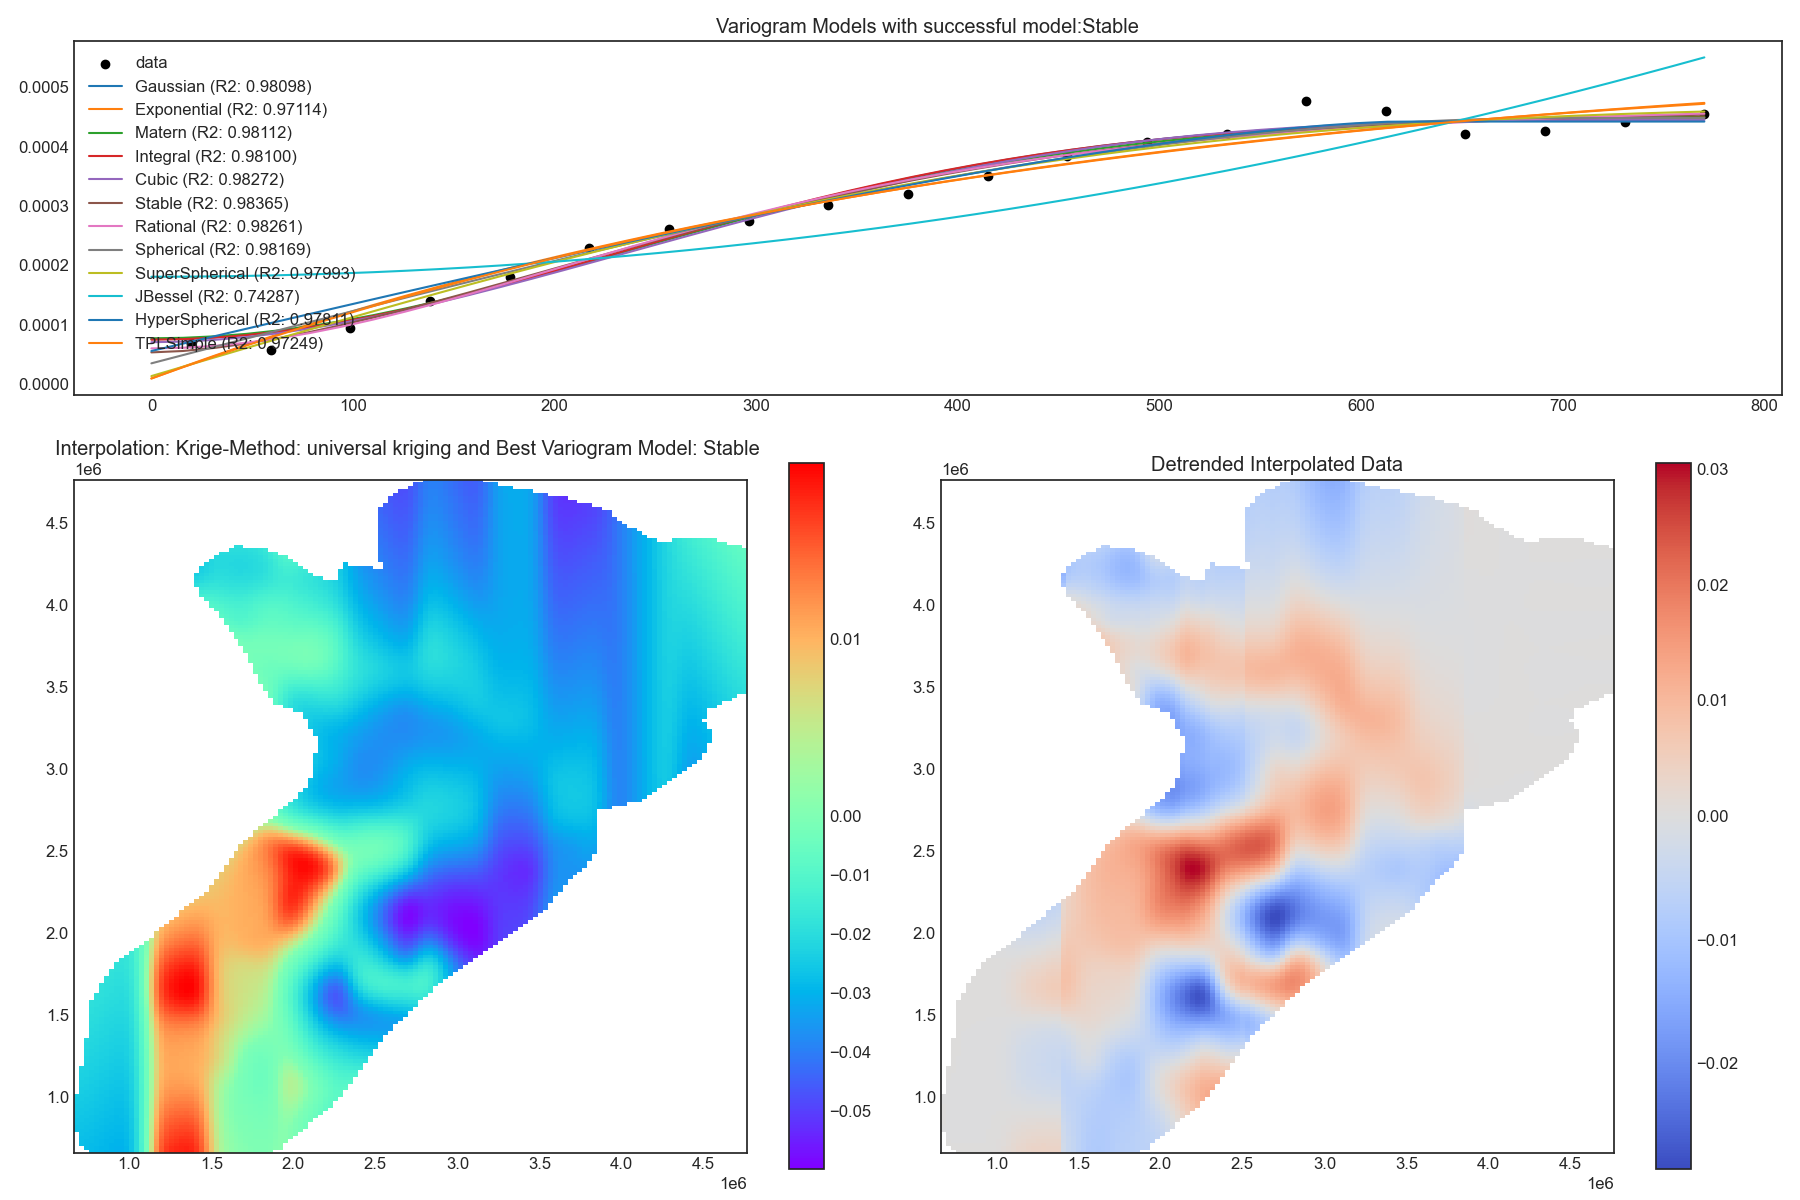 Variogram Models with successful model:Stable
data
Gaussian (R2: 0.98098)
Exponential (R2: 0.97114)
Matern (R2: 0.98112)
Integral (R2: 0.98100)
Cubic (R2: 0.98272)
Stable (R2: 0.98365)
Rational (R2: 0.98261)
Spherical (R2: 0.98169)
SuperSpherical (R2: 0.97993)
JBessel (R2: 0.74287)
HyperSpherical (R2: 0.97811)
TPLSimple (R2: 0.97249)
0.0005
0.0004
0.0003
0.0002
0.0001
0.0000
0 100 200 300 400 500 600 700 800
Interpolation: Krige-Method: universal kriging and Best Variogram Model: Stable
1e6
4.5
4.0
3.5
3.0
2.5
2.0
1.5
1.0
1.0 1.5 2.0 2.5 3.0 3.5 4.0 4.5
1e6
0.01
0.00
−0.01
−0.02
−0.03
−0.04
−0.05
Detrended Interpolated Data
1e6
4.5
4.0
3.5
3.0
2.5
2.0
1.5
1.0
1.0 1.5 2.0 2.5 3.0 3.5 4.0 4.5
1e6
0.03
0.02
0.01
0.00
−0.01
−0.02